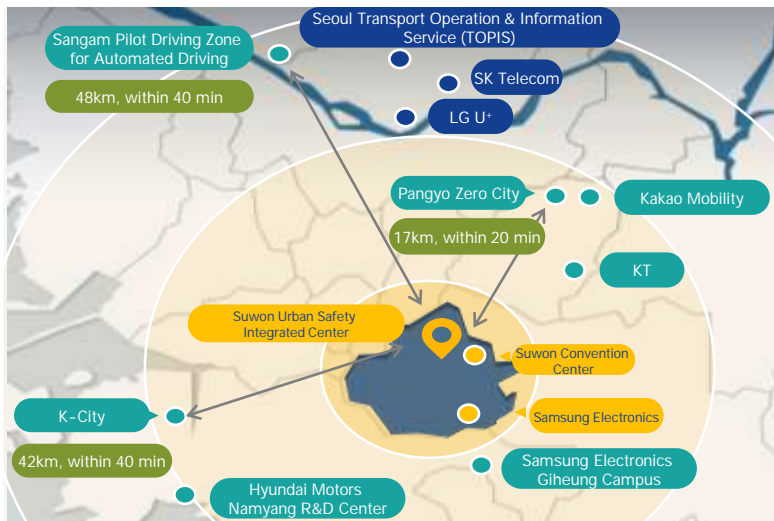 Seoul Transport Operation & Information
Service (TOPIS)
Sangam Pilot Driving Zone
for Automated Driving
48km, within 40 min
SK Telecom
LG U⁺
Pangyo Zero City
Kakao Mobility
17km, within 20 min
KT
Suwon Urban Safety
Integrated Center
Suwon Convention
Center
K-City
Samsung Electronics
42km, within 40 min
Samsung Electronics
Giheung Campus
Hyundai Motors
Namyang R&D Center